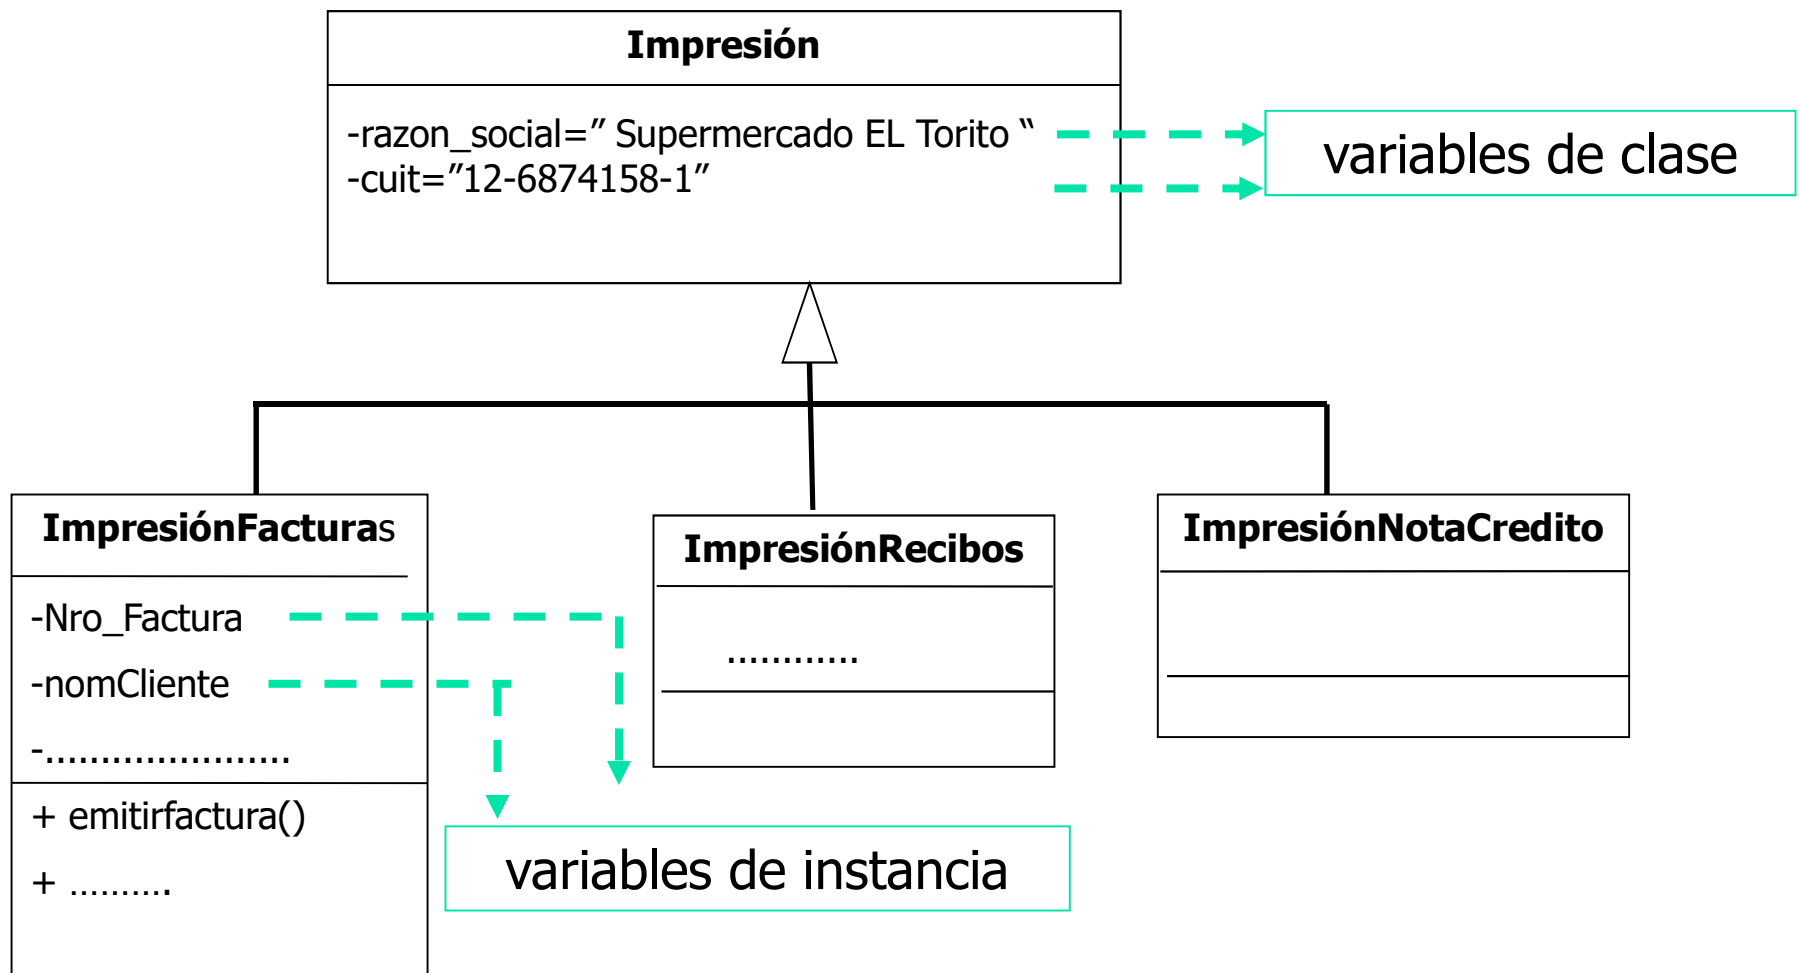 Impresión
-razon_social=” Supermercado EL Torito “
-cuit=”12-6874158-1”
variables de clase
ImpresiónFacturas
-Nro_Factura
-nomCliente
-......................
+ emitirfactura()
+ ..........
ImpresiónRecibos
............
ImpresiónNotaCredito
variables de instancia